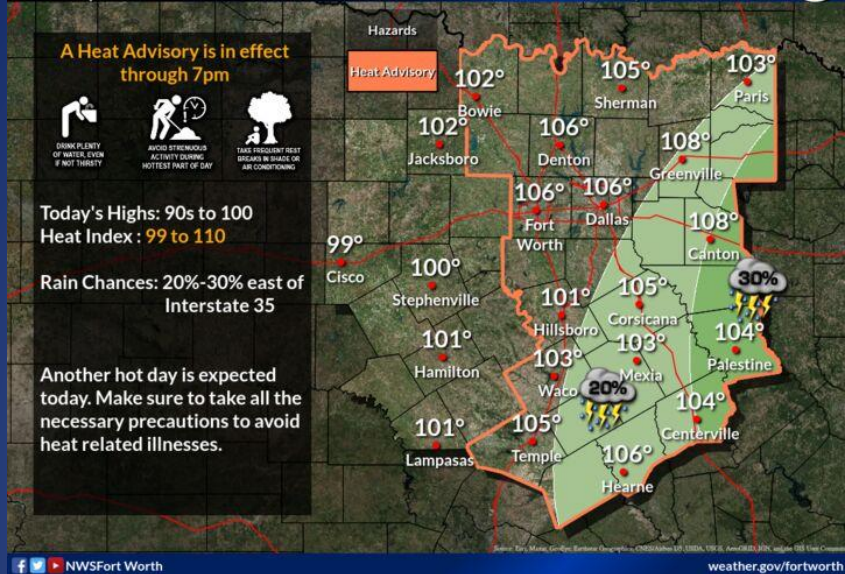 A Heat Advisory is in effect
through 7pm
DRINK PLENTY
OF WATER, EVEN
IF NOT THIRSTY
AVOID STRENUOUS
ACTIVITY DURING
HOTTEST PART OF DAY
TAKE FREQUENT REST
BREAKS IN SHADE OR
AIR CONDITIONING
Today's Highs: 90s to 100
Heat Index : 99 to 110
Rain Chances: 20%-30% east of
Interstate 35
Another hot day is expected
today. Make sure to take all the
necessary precautions to avoid
heat related illnesses.
Hazards
Heat Advisory
102°
Bowie
105°
Sherman
103°
Paris
102°
Jacksboro
106°
Denton
108°
Greenville
106°
Fort
Worth
106°
Dallas
108°
Canton
99°
Cisco
100°
Stephenville
101°
Hillsboro
105°
Corsicana
30%
101°
Hamilton
103°
Waco
103°
Mexia
104°
Palestine
20%
101°
Lampasas
105°
Temple
104°
Centerville
106°
Hearne
NWSFort Worth
weather.gov/fortworth